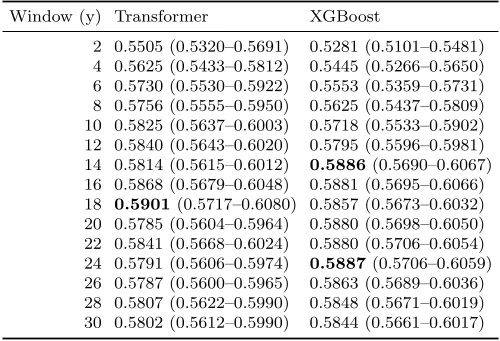 Window (y) Transformer XGBoost
2 0.5505 (0.5320–0.5691) 0.5281 (0.5101–0.5481)
4 0.5625 (0.5433–0.5812) 0.5445 (0.5266–0.5650)
6 0.5730 (0.5530–0.5922) 0.5553 (0.5359–0.5731)
8 0.5756 (0.5555–0.5950) 0.5625 (0.5437–0.5809)
10 0.5825 (0.5637–0.6003) 0.5718 (0.5533–0.5902)
12 0.5840 (0.5643–0.6020) 0.5795 (0.5596–0.5981)
14 0.5814 (0.5615–0.6012) 0.5886 (0.5690–0.6067)
16 0.5868 (0.5679–0.6048) 0.5881 (0.5695–0.6066)
18 0.5901 (0.5717–0.6080) 0.5857 (0.5673–0.6032)
20 0.5785 (0.5604–0.5964) 0.5880 (0.5698–0.6050)
22 0.5841 (0.5668–0.6024) 0.5880 (0.5706–0.6054)
24 0.5791 (0.5606–0.5974) 0.5887 (0.5706–0.6059)
26 0.5787 (0.5600–0.5965) 0.5863 (0.5689–0.6036)
28 0.5807 (0.5622–0.5990) 0.5848 (0.5671–0.6019)
30 0.5802 (0.5612–0.5990) 0.5844 (0.5661–0.6017)